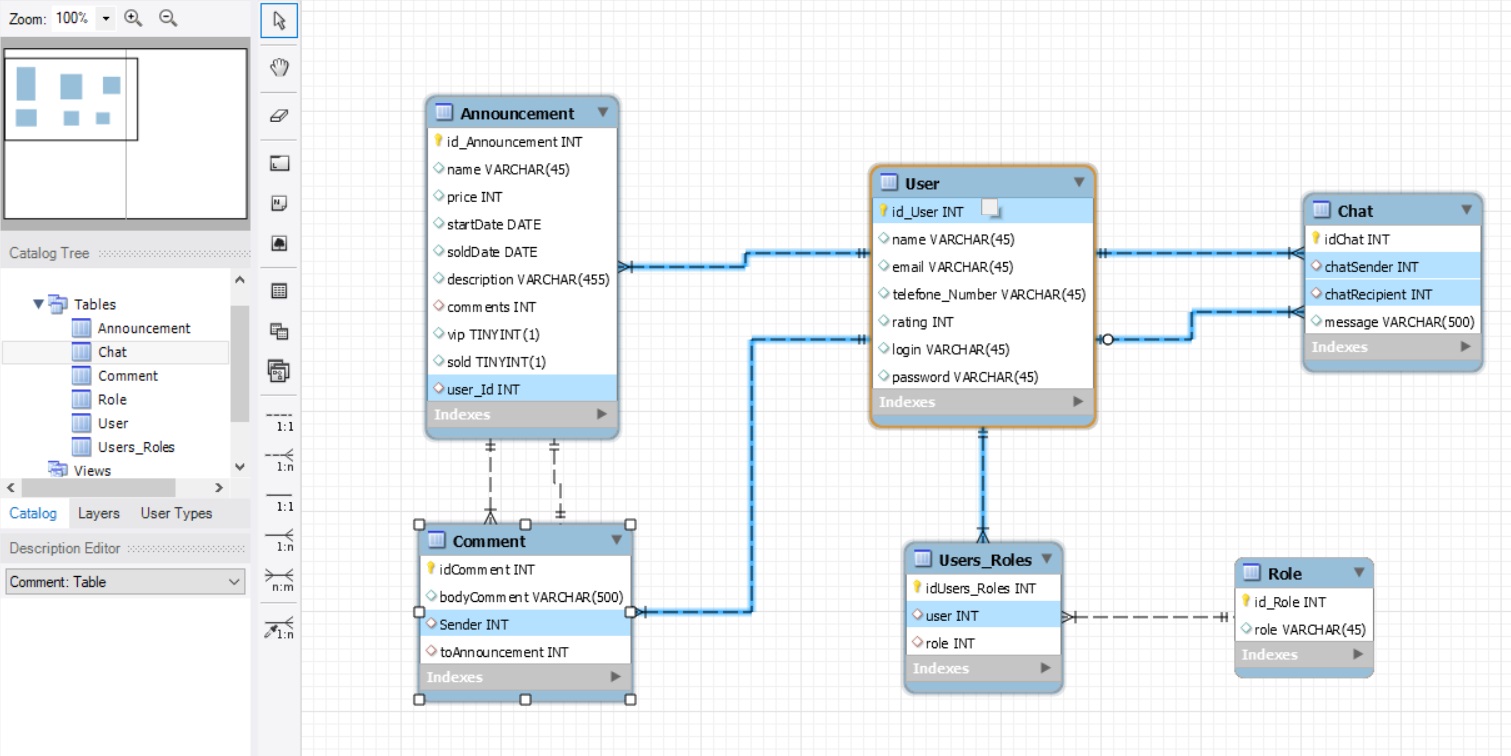 Zoom: 100%
Catalog Tree
Tables
Announcement
Chat
Comment
Role
User
Users_Roles
Views
Catalog Layers User Types
Description Editor
Comment: Table
1:1
1:n
1:1
1:n
n:m
1:n
Announcement
id_Announcement INT
name VARCHAR(45)
price INT
startDate DATE
soldDate DATE
description VARCHAR(455)
comments INT
vip TINYINT(1)
sold TINYINT(1)
user_Id INT
Indexes
User
id_User INT
name VARCHAR(45)
email VARCHAR(45)
telefone_Number VARCHAR(45)
rating INT
login VARCHAR(45)
password VARCHAR(45)
Indexes
Chat
idChat INT
chatSender INT
chatRecipient INT
message VARCHAR(500)
Indexes
Comment
idComment INT
bodyComment VARCHAR(500)
Sender INT
toAnnouncement INT
Indexes
Users_Roles
idUsers_Roles INT
user INT
role INT
Indexes
Role
id_Role INT
role VARCHAR(45)
Indexes